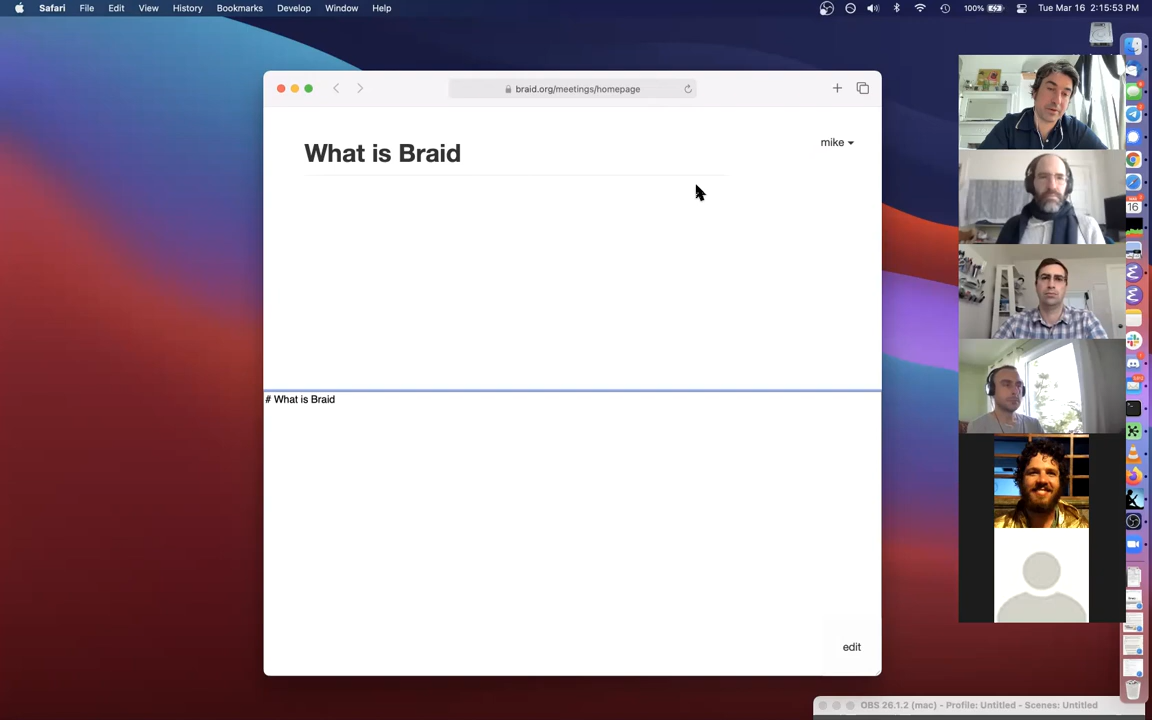 Safari File Edit View History Bookmarks Develop Window Help 100% Tue Mar 16 2:15:53 PM
braid.org/meetings/homepage
What is Braid
mike
# What is Braid
edit
16
OBS 26.1.2 (mac) - Profile: Untitled - Scenes: Untitled